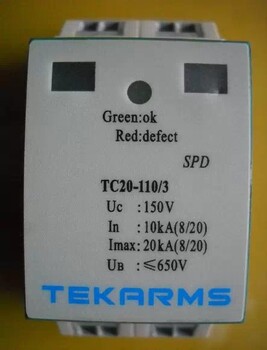 Green:ok
Red:defect
SPD
TC20-110/3
Uc :150V
In :10kA(8/20)
Imax:20kA(8/20)
UB :≤650V
TEKARMS